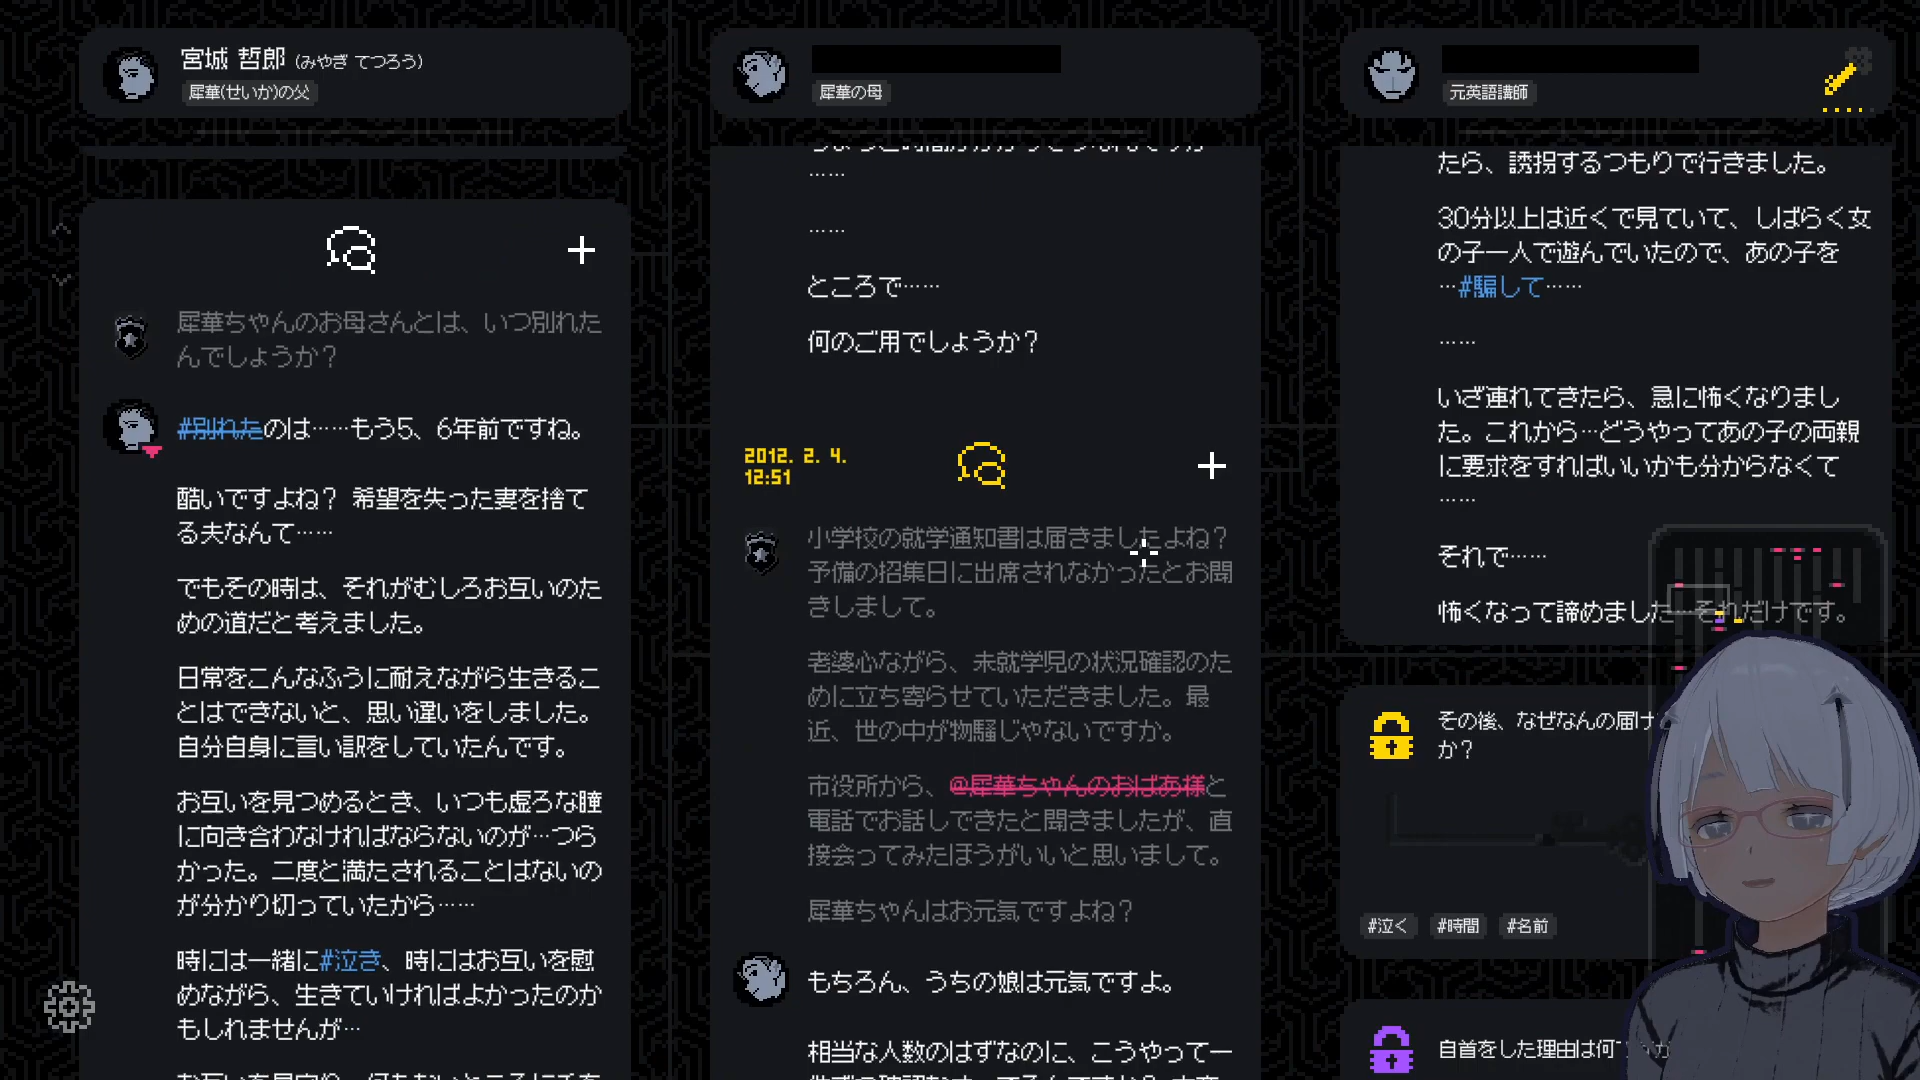 宮城 哲郎 (みやぎ てつろう)
犀華(せいか)の父
犀華ちゃんのお母さんとは、いつ別れた
んでしょうか？
#別れたのは……もう5、6年前ですね。
酷いですよね？ 希望を失った妻を捨て
る夫なんて……
でもその時は、それがむしろお互いのた
めの道だと考えました。
日常をこんなふうに耐えながら生きるこ
とはできないと、思い違いをしました。
自分自身に言い訳をしていたんです。
お互いを見つめるとき、いつも虚ろな瞳
に向き合わなければならないのが…つら
かった。二度と満たされることはないの
が分かり切っていたから……
時には一緒に#泣き、時にはお互いを慰
めながら、生きていければよかったのか
もしれませんが…
犀華の母
……
……
ところで……
何のご用でしょうか？
2012. 2. 4.
12:51
小学校の就学通知書は届きましたよね？
予備の招集日に出席されなかったとお聞
きしまして。
老婆心ながら、未就学児の状況確認のた
めに立ち寄らせていただきました。最
近、世の中が物騒じゃないですか。
市役所から、@犀華ちゃんのおばあ様と
電話でお話しできたと聞きましたが、直
接会ってみたほうがいいと思いまして。
犀華ちゃんはお元気ですよね？
もちろん、うちの娘は元気ですよ。
相当な人数のはずなのに、こうやって一
元英語講師
たら、誘拐するつもりで行きました。
30分以上は近くで見ていて、しばらく女
の子一人で遊んでいたので、あの子を
…#騙して……
……
いざ連れてきたら、急に怖くなりまし
た。これから…どうやってあの子の両親
に要求をすればいいかも分からなくて
……
それで……
怖くなって諦めました…それだけです。
その後、なぜなんの届け
か？
#泣く #時間 #名前
自首をした理由は何